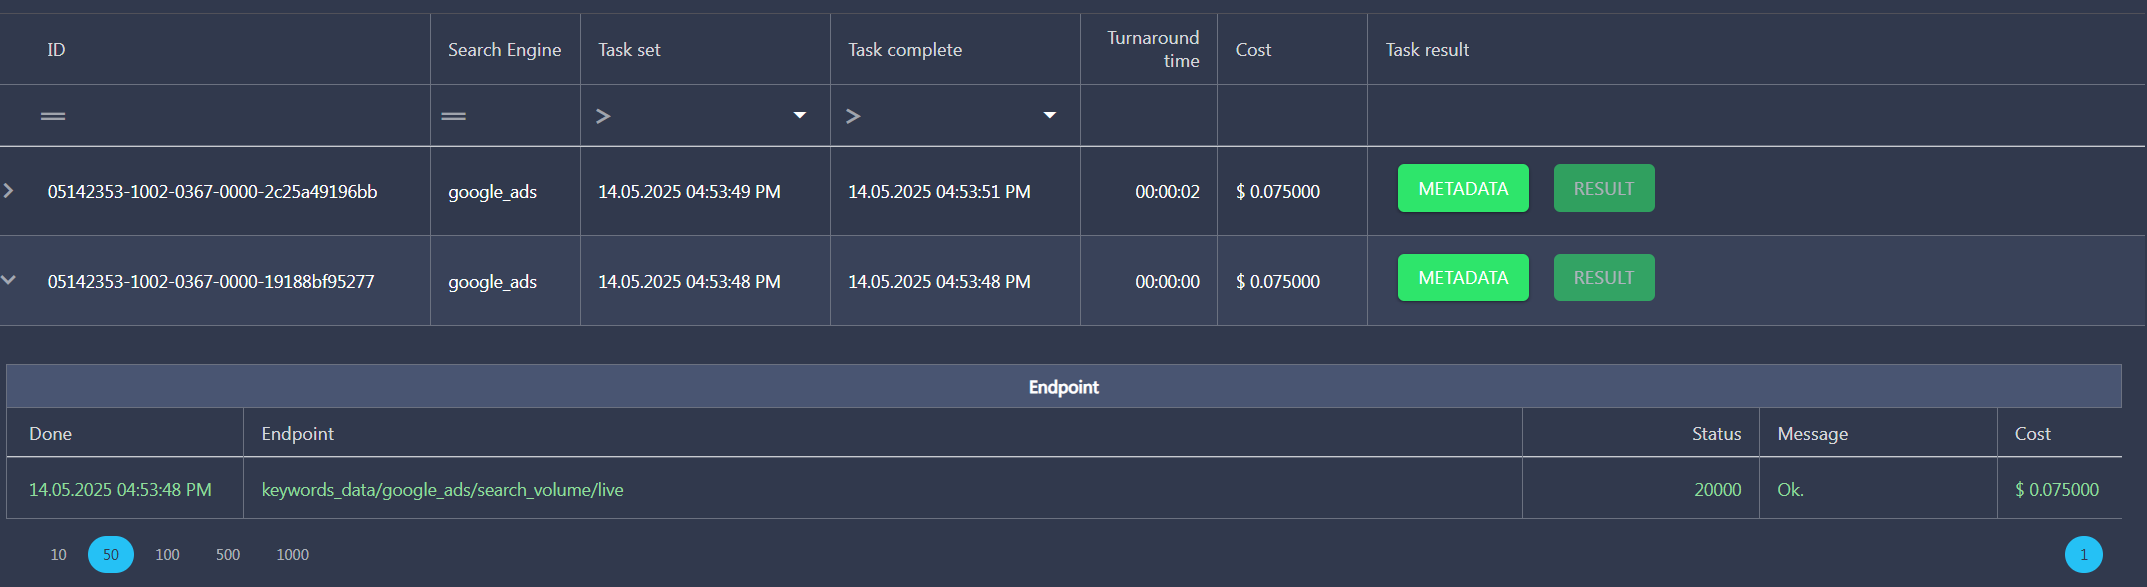 ID Search Engine Task set Task complete Turnaround time Cost Task result
== == > >
05142353-1002-0367-0000-2c25a49196bb google_ads 14.05.2025 04:53:49 PM 14.05.2025 04:53:51 PM 00:00:02 $ 0.075000 METADATA RESULT
05142353-1002-0367-0000-19188bf95277 google_ads 14.05.2025 04:53:48 PM 14.05.2025 04:53:48 PM 00:00:00 $ 0.075000 METADATA RESULT
Endpoint
Done Endpoint Status Message Cost
14.05.2025 04:53:48 PM keywords_data/google_ads/search_volume/live 20000 Ok. $ 0.075000
10 50 100 500 1000 1